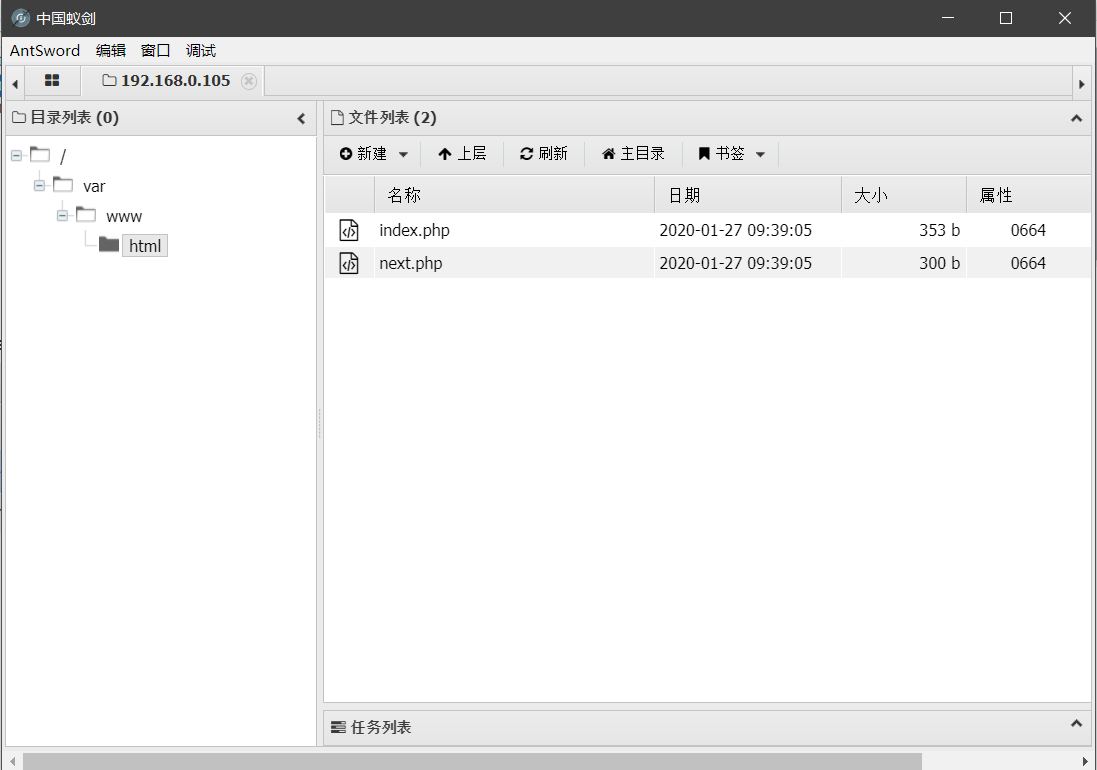 中国蚁剑
AntSword 编辑 窗口 调试
192.168.0.105
目录列表 (0)
/
var
www
html
文件列表 (2)
新建 上层 刷新 主目录 书签
名称 日期 大小 属性
index.php 2020-01-27 09:39:05 353 b 0664
next.php 2020-01-27 09:39:05 300 b 0664
任务列表